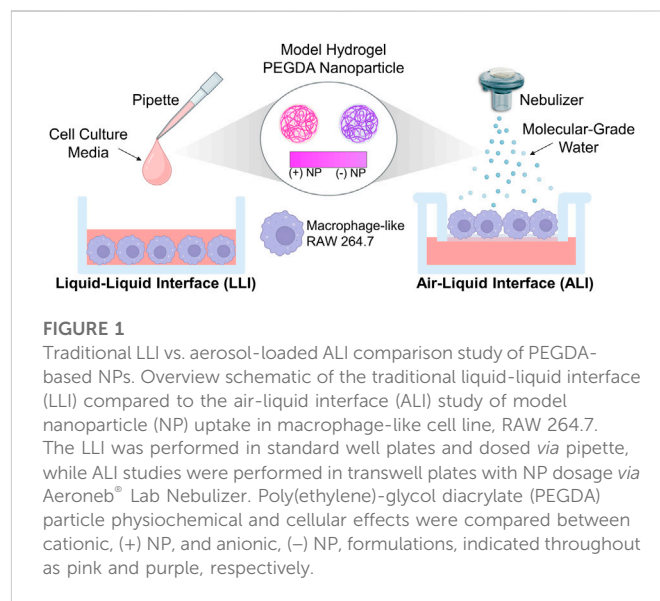 Model Hydrogel
PEGDA Nanoparticle
Pipette
Nebulizer
Cell Culture
Media
Molecular-Grade
Water
(+) NP
(-) NP
Macrophage-like
RAW 264.7
Liquid-Liquid Interface (LLI)
Air-Liquid Interface (ALI)
FIGURE 1
Traditional LLI vs. aerosol-loaded ALI comparison study of PEGDA-
based NPs. Overview schematic of the traditional liquid-liquid interface
(LLI) compared to the air-liquid interface (ALI) study of model
nanoparticle (NP) uptake in macrophage-like cell line, RAW 264.7.
The LLI was performed in standard well plates and dosed via pipette,
while ALI studies were performed in transwell plates with NP dosage via
Aeroneb® Lab Nebulizer. Poly(ethylene)-glycol diacrylate (PEGDA)
particle physiochemical and cellular effects were compared between
cationic, (+) NP, and anionic, (−) NP, formulations, indicated throughout
as pink and purple, respectively.